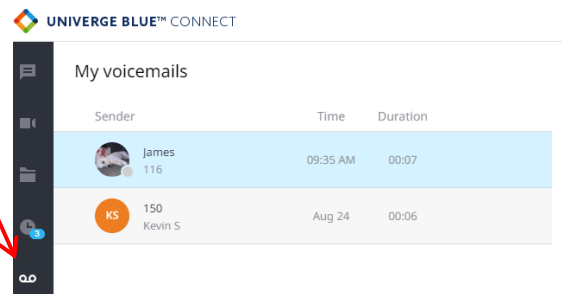 UNIVERGE BLUE™ CONNECT
My voicemails
Sender Time Duration
James
116
09:35 AM 00:07
KS
150
Kevin S
Aug 24 00:06
3